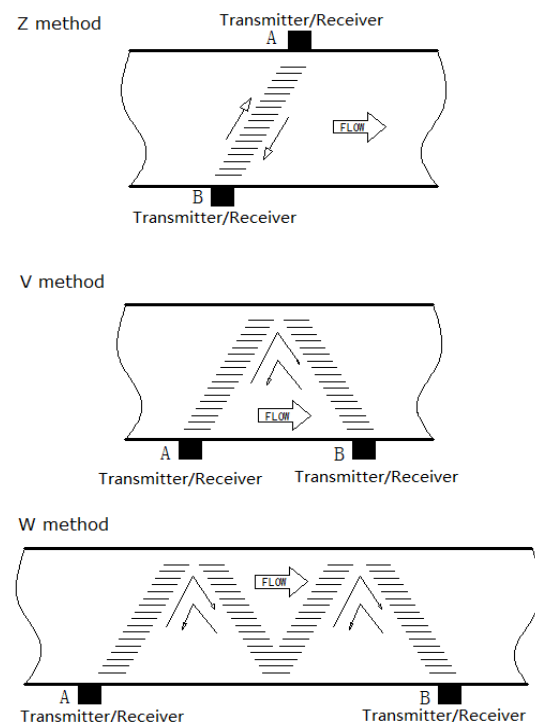 Z method
Transmitter/Receiver
A
FLOW
B
Transmitter/Receiver
V method
FLOW
A
B
Transmitter/Receiver
Transmitter/Receiver
W method
FLOW
A
B
Transmitter/Receiver
Transmitter/Receiver